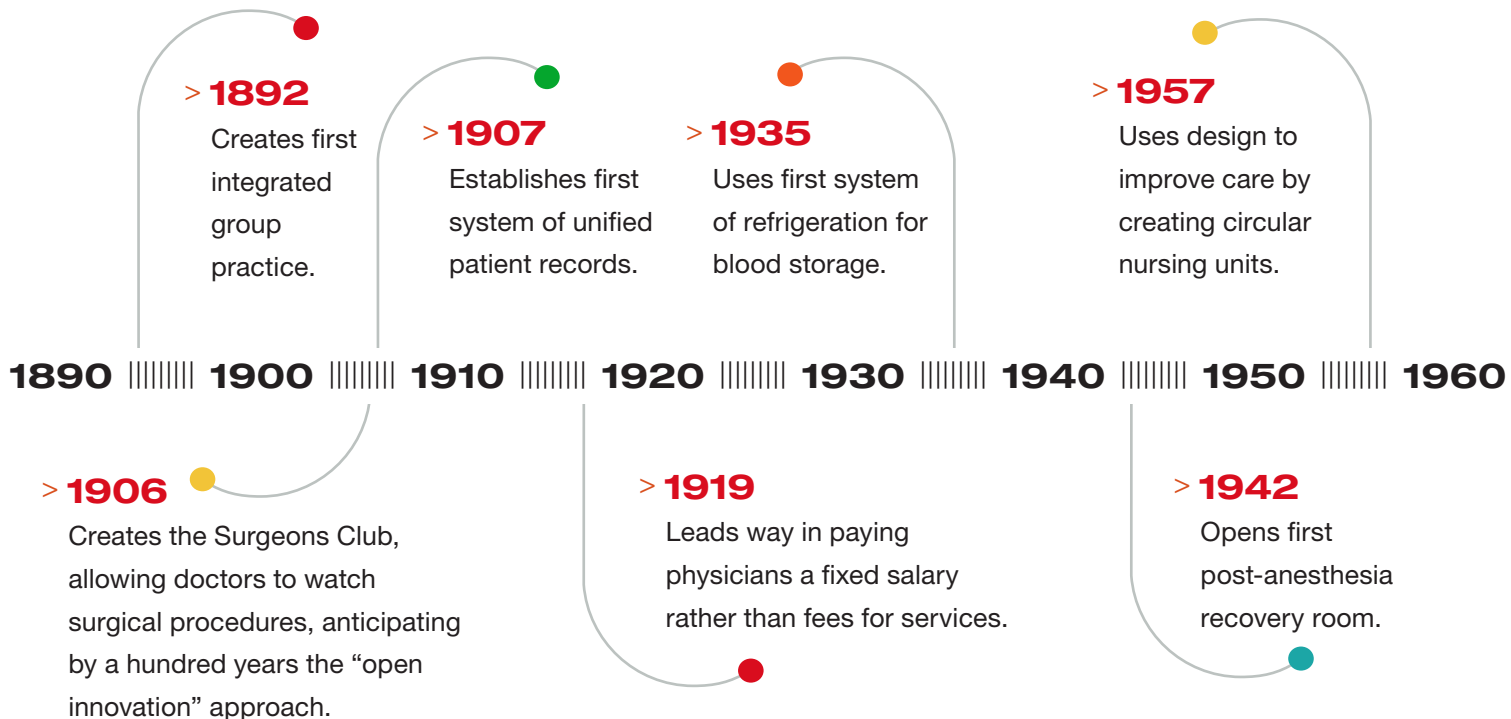 > 1892
Creates first
integrated
group
practice.
> 1907
Establishes first
system of unified
patient records.
> 1935
Uses first system
of refrigeration for
blood storage.
> 1957
Uses design to
improve care by
creating circular
nursing units.
1890 ||||||||| 1900 ||||||||| 1910 ||||||||| 1920 ||||||||| 1930 ||||||||| 1940 ||||||||| 1950 ||||||||| 1960
> 1906
Creates the Surgeons Club,
allowing doctors to watch
surgical procedures, anticipating
by a hundred years the “open
innovation” approach.
> 1919
Leads way in paying
physicians a fixed salary
rather than fees for services.
> 1942
Opens first
post-anesthesia
recovery room.